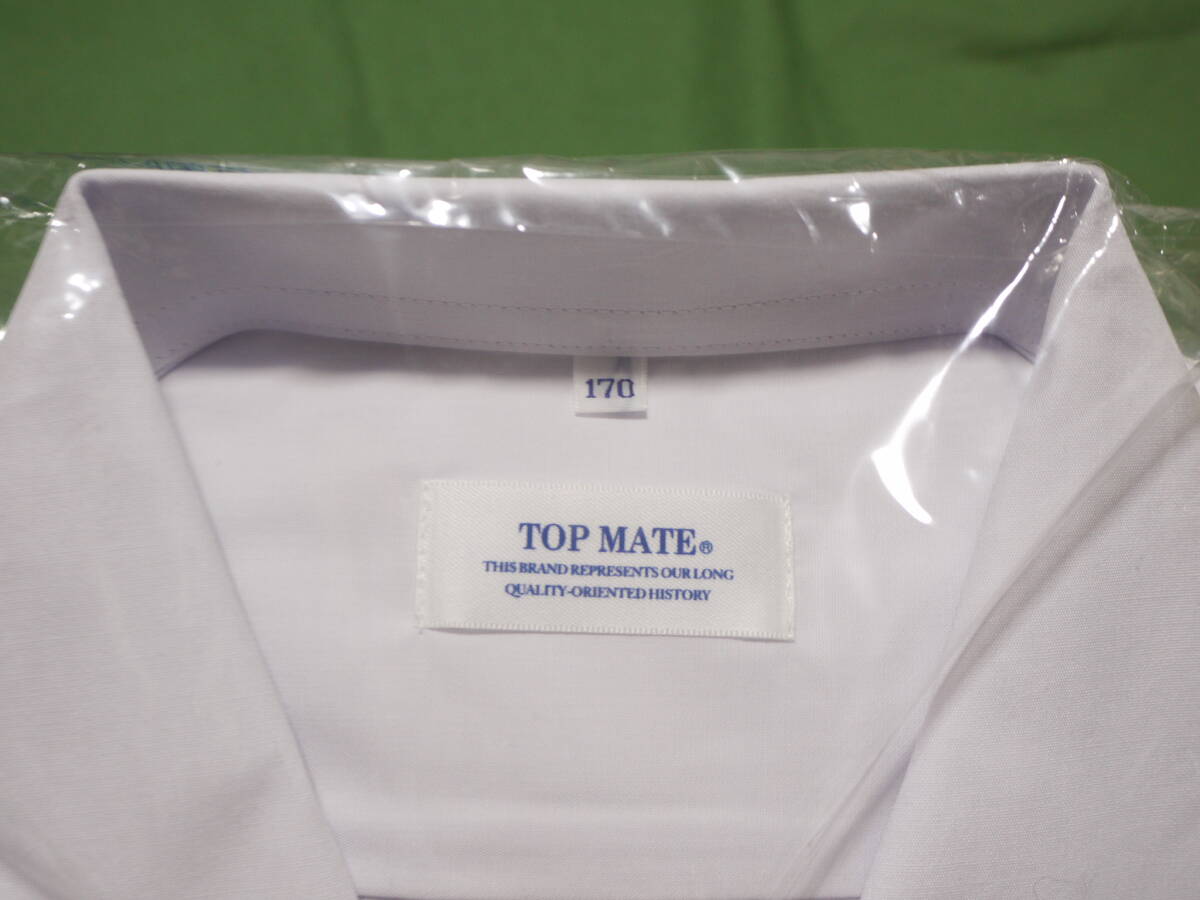 170
TOP MATE®
THIS BRAND REPRESENTS OUR LONG
QUALITY-ORIENTED HISTORY